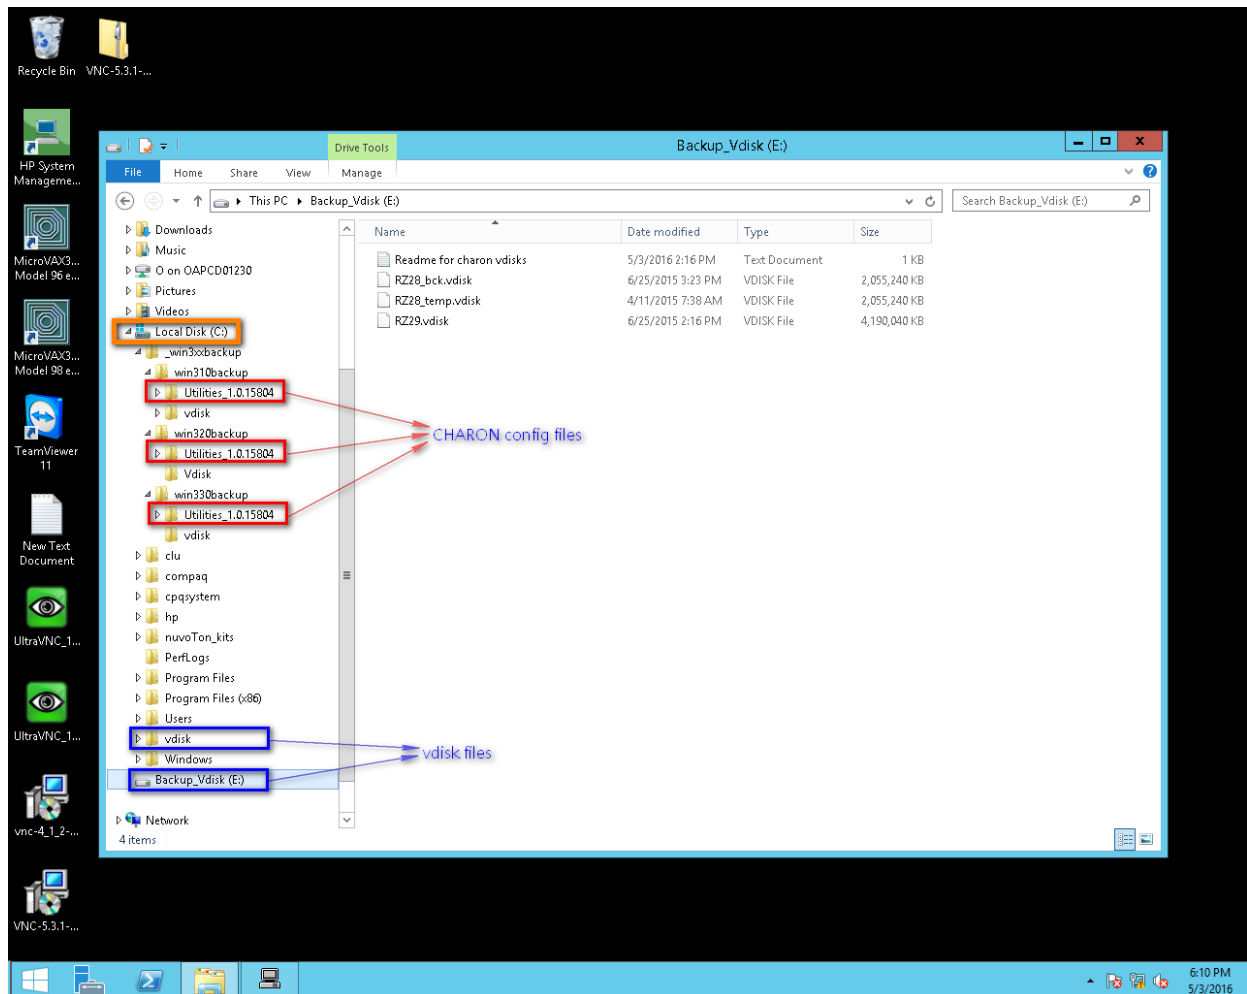 Recycle Bin
VNC-5.3.1-...
HP System
Manageme...
MicroVAX3...
Model 96 e...
MicroVAX3...
Model 98 e...
TeamViewer
11
New Text
Document
UltraVNC_1...
UltraVNC_1...
vnc-4_1_2-...
VNC-5.3.1-...
Drive Tools
Backup_Vdisk (E:)
File Home Share View Manage
This PC Backup_Vdisk (E:)
Search Backup_Vdisk (E:)
Downloads
Music
O on OAPCD01230
Pictures
Videos
Local Disk (C:)
_win3xxbackup
win310backup
Utilities_1.0.15804
vdisk
win320backup
Utilities_1.0.15804
Vdisk
win330backup
Utilities_1.0.15804
vdisk
clu
compaq
cpqsystem
hp
nuvoTon_kits
PerfLogs
Program Files
Program Files (x86)
Users
vdisk
Windows
Backup_Vdisk (E:)
Network
4 items
Name Date modified Type Size
Readme for charon vdisks 5/3/2016 2:16 PM Text Document 1 KB
RZ28_bck.vdisk 6/25/2015 3:23 PM VDISK File 2,055,240 KB
RZ28_temp.vdisk 4/11/2015 7:38 AM VDISK File 2,055,240 KB
RZ29.vdisk 6/25/2015 2:16 PM VDISK File 4,190,040 KB
CHARON config files
vdisk files
6:10 PM
5/3/2016